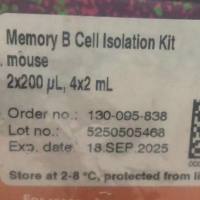 Memory B Cell Isolation Kit
mouse
2x200 µL, 4x2 mL
Order no.: 130-095-838
Lot no.: 5250505468
Exp. date: 18.SEP.2025
Store at 2-8 °C, protected from